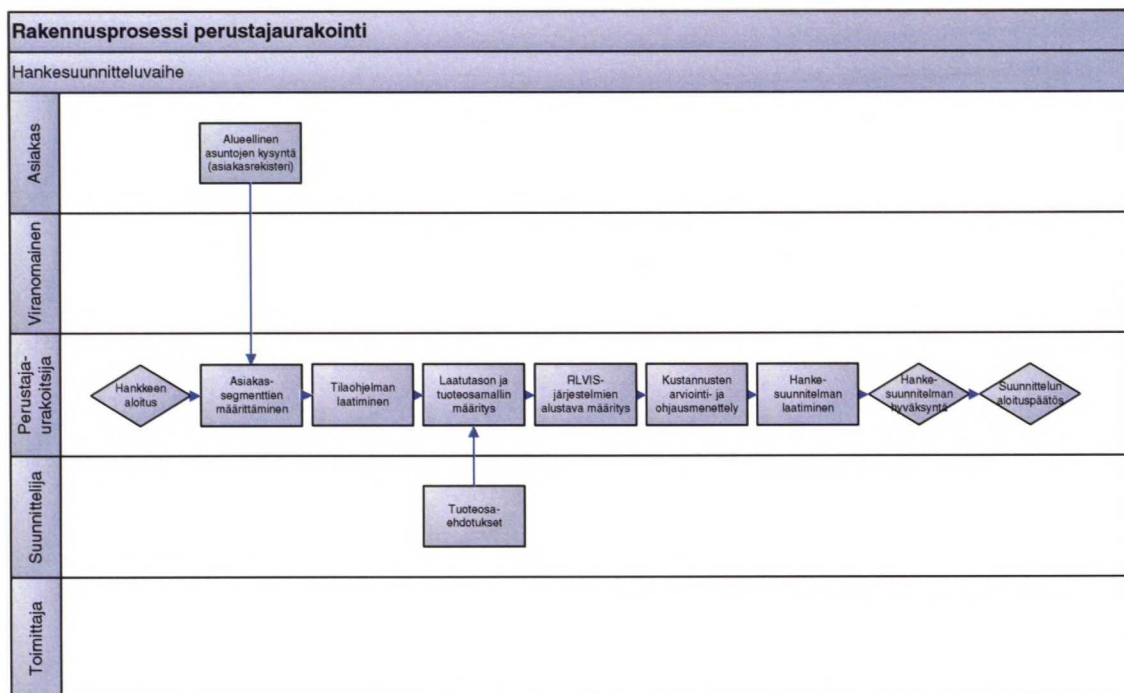 Rakennusprosessi perustajaurakointi
Hankesuunnitteluvaihe
Asiakas
Alueellinen
asuntojen kysyntä
(asiakasrekisteri)
Viranomainen
Perustaja-
urakoitsija
Hankkeen
aloitus
Asiakas-
segmenttien
määrittäminen
Tilaohjelman
laatiminen
Laatutason ja
tuoteosamallin
määritys
RLVIS-
järjestelmien
alustava määritys
Kustannusten
arviointi- ja
ohjausmenettely
Hanke-
suunnitelman
laatiminen
Hanke-
suunnitelman
hyväksyntä
Suunnittelun
aloituspäätös
Suunnittelija
Tuoteosa-
ehdotukset
Toimittaja